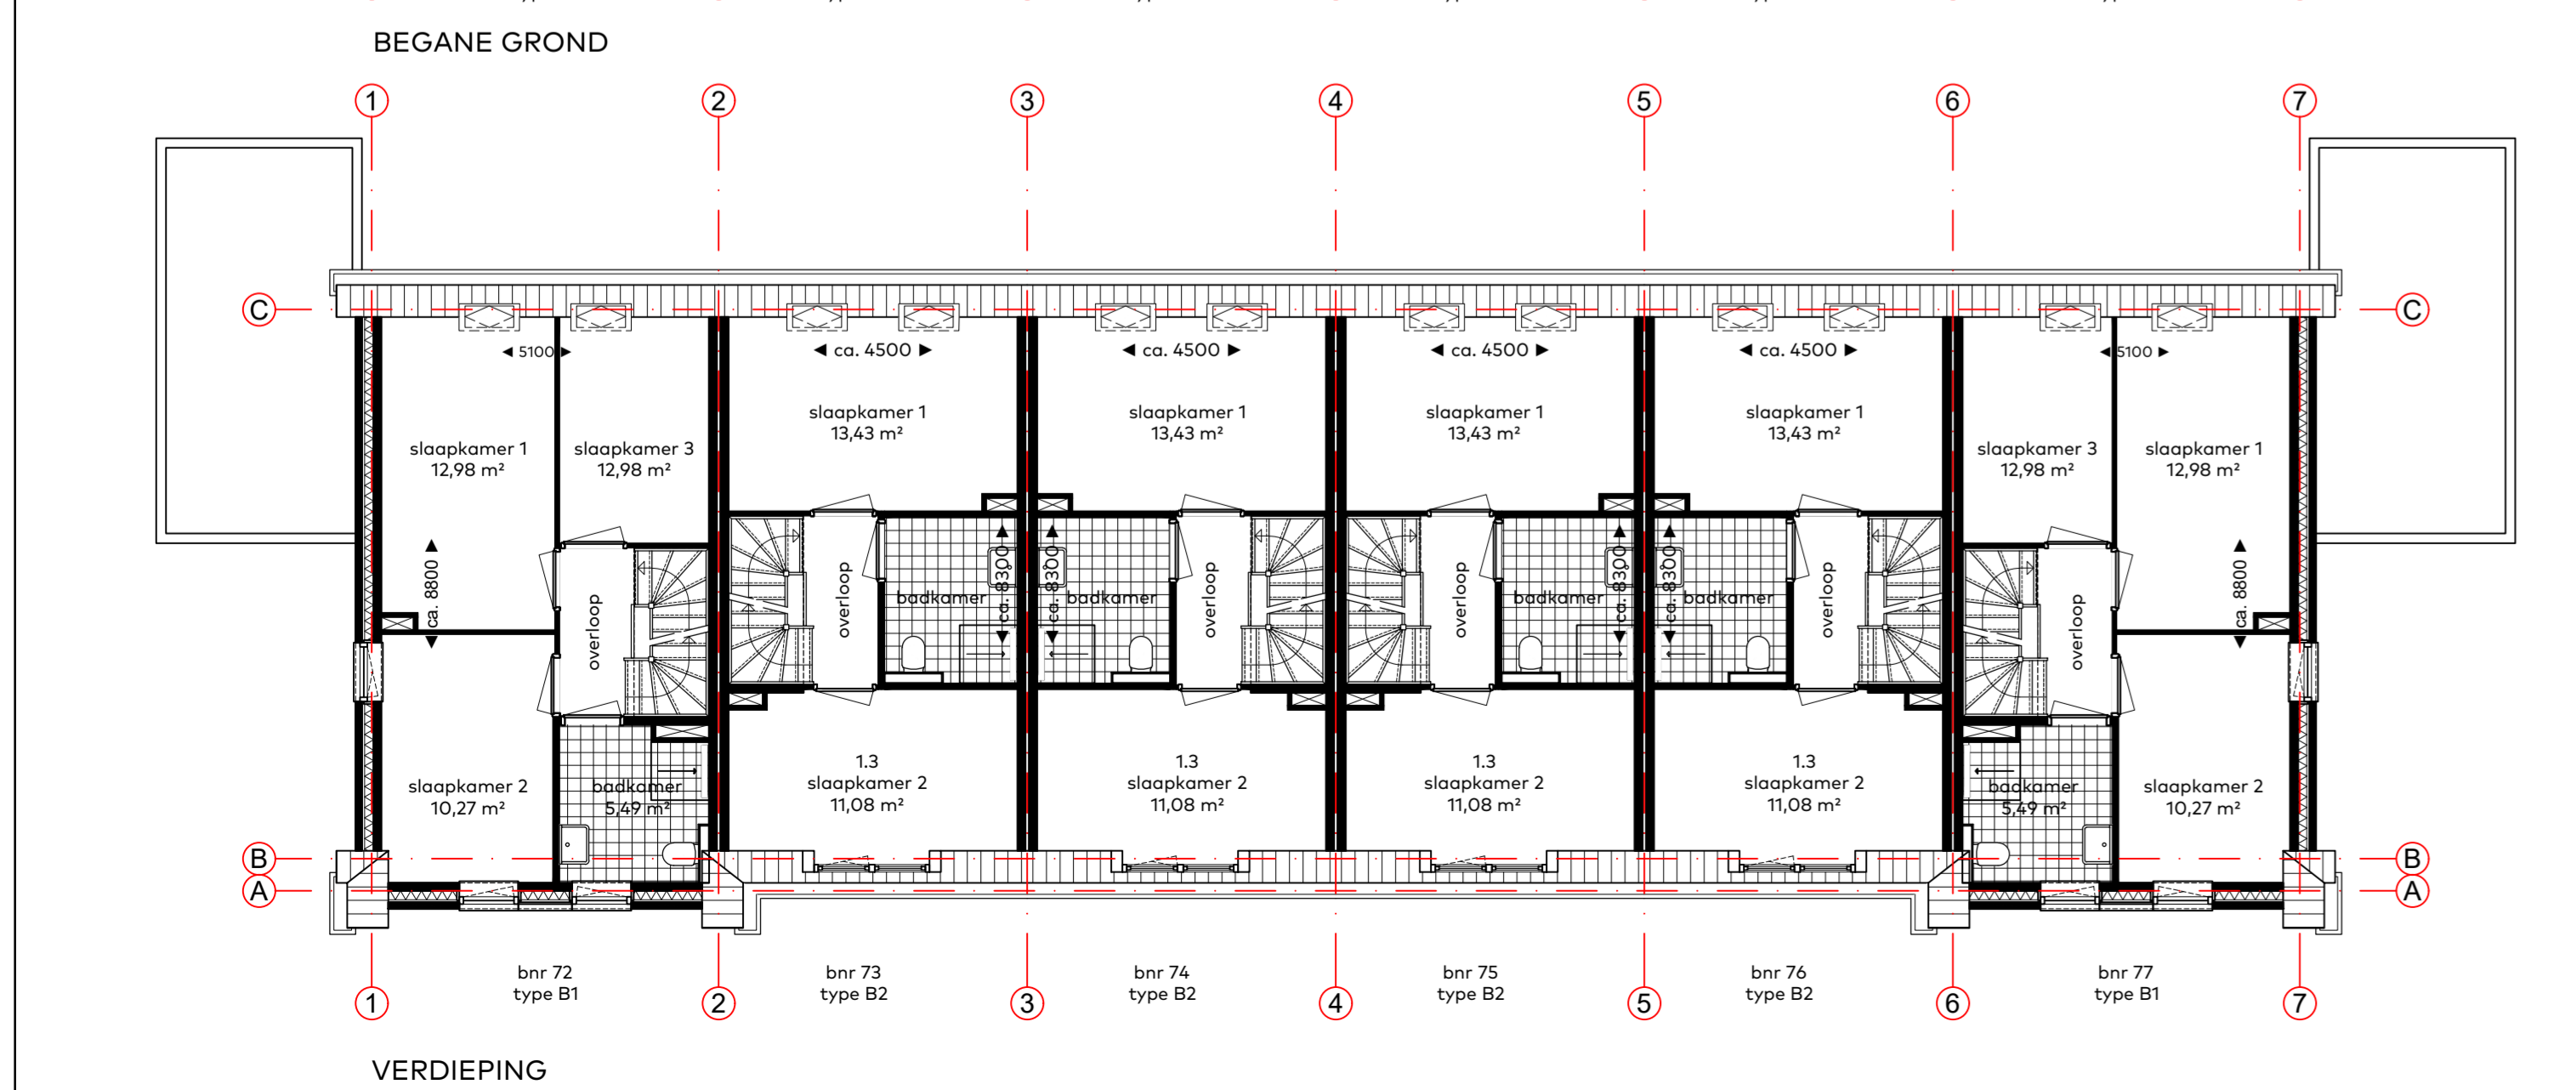 BEGANE GROND
1 2 3 4 5 6 7
C C
5100 ca. 4500 ca. 4500 ca. 4500 ca. 4500 5100
slaapkamer 1
12,98 m²
slaapkamer 3
12,98 m²
slaapkamer 1
13,43 m²
slaapkamer 1
13,43 m²
slaapkamer 1
13,43 m²
slaapkamer 1
13,43 m²
slaapkamer 3
12,98 m²
slaapkamer 1
12,98 m²
ca. 8800
overloop
overloop
badkamer
ca. 8300
ca. 8300
badkamer
overloop
overloop
badkamer
ca. 8300
ca. 8300
badkamer
overloop
overloop
ca. 8800
slaapkamer 2
10,27 m²
badkamer
5,49 m²
1.3
slaapkamer 2
11,08 m²
1.3
slaapkamer 2
11,08 m²
1.3
slaapkamer 2
11,08 m²
1.3
slaapkamer 2
11,08 m²
badkamer
5,49 m²
slaapkamer 2
10,27 m²
B B
A A
bnr 72
type B1
bnr 73
type B2
bnr 74
type B2
bnr 75
type B2
bnr 76
type B2
bnr 77
type B1
1 2 3 4 5 6 7
VERDIEPING